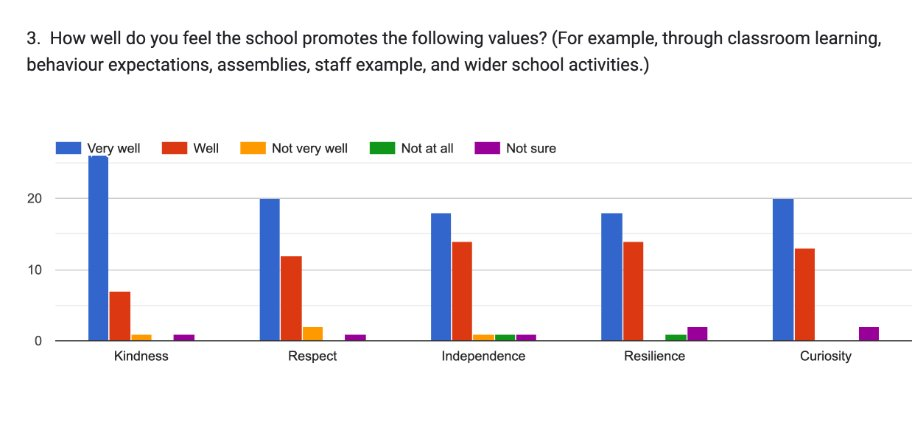 3. How well do you feel the school promotes the following values? (For example, through classroom learning,
behaviour expectations, assemblies, staff example, and wider school activities.)
Very well Well Not very well Not at all Not sure
20
10
0
Kindness Respect Independence Resilience Curiosity